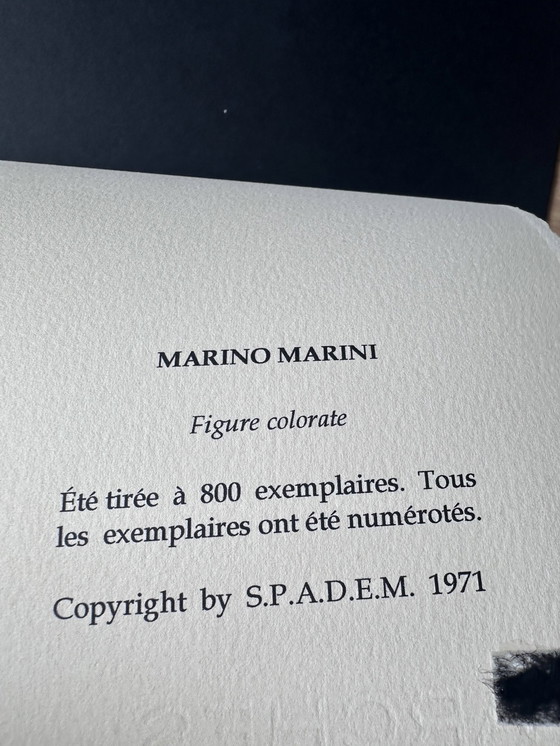 MARINO MARINI
Figure colorate
Été tirée à 800 exemplaires. Tous
les exemplaires ont été numérotés.
Copyright by S.P.A.D.E.M. 1971